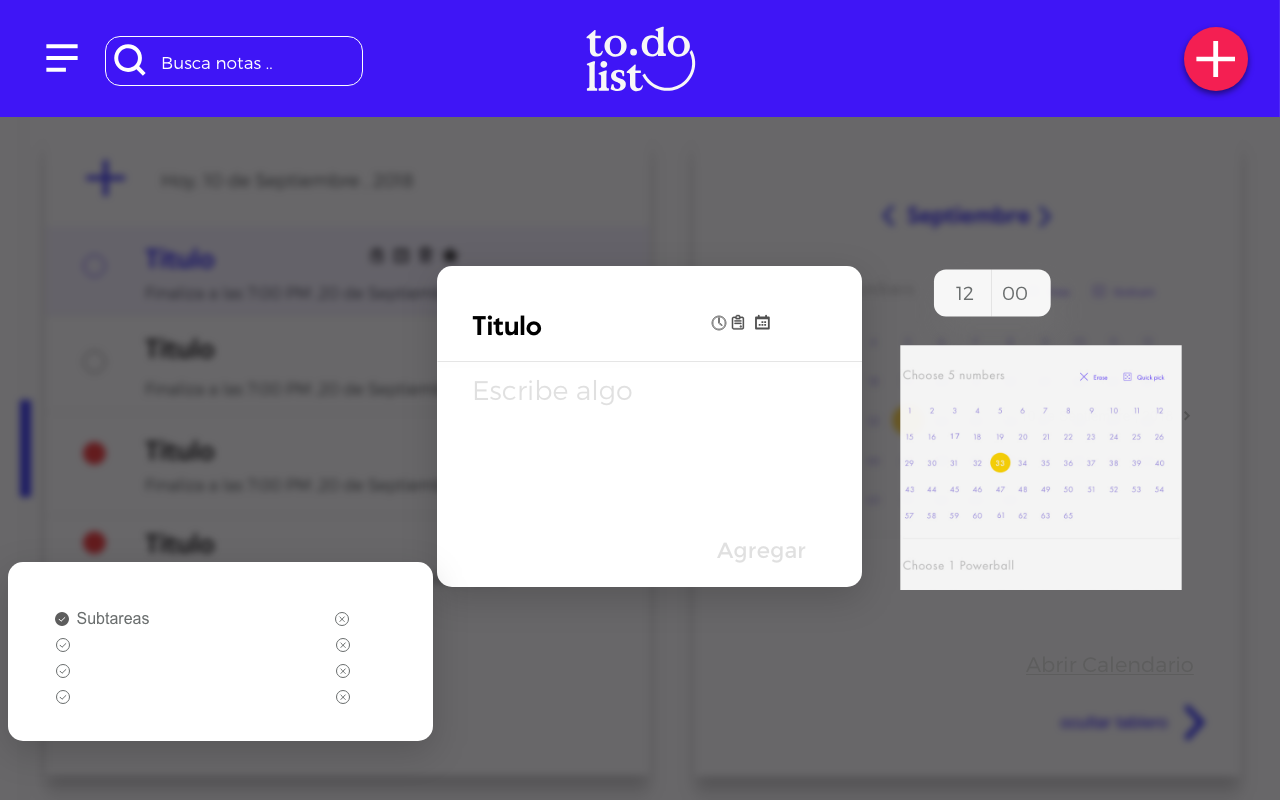 Busca notas ..
to.do
list
Hoy, 10 de Septiembre, 2018
Septiembre
Titulo
Finaliza a las 7:00 PM, 20 de Septiembre
12 00
Titulo
Titulo
Finaliza a las 7:00 PM, 20 de Septiembre
Escribe algo
Choose 5 numbers
Erase Quick pick
1 2 3 4 5 6 7 8 9 10 11 12
15 16 17 18 19 20 21 22 23 24 25 26
29 30 31 32 33 34 35 36 37 38 39 40
43 44 45 46 47 48 49 50 51 52 53 54
57 58 59 60 61 62 63 65
Choose 1 Powerball
Titulo
Finaliza a las 7:00 PM, 20 de Septiembre
Titulo
Agregar
Subtareas
Abrir Calendario
ocultar tablero